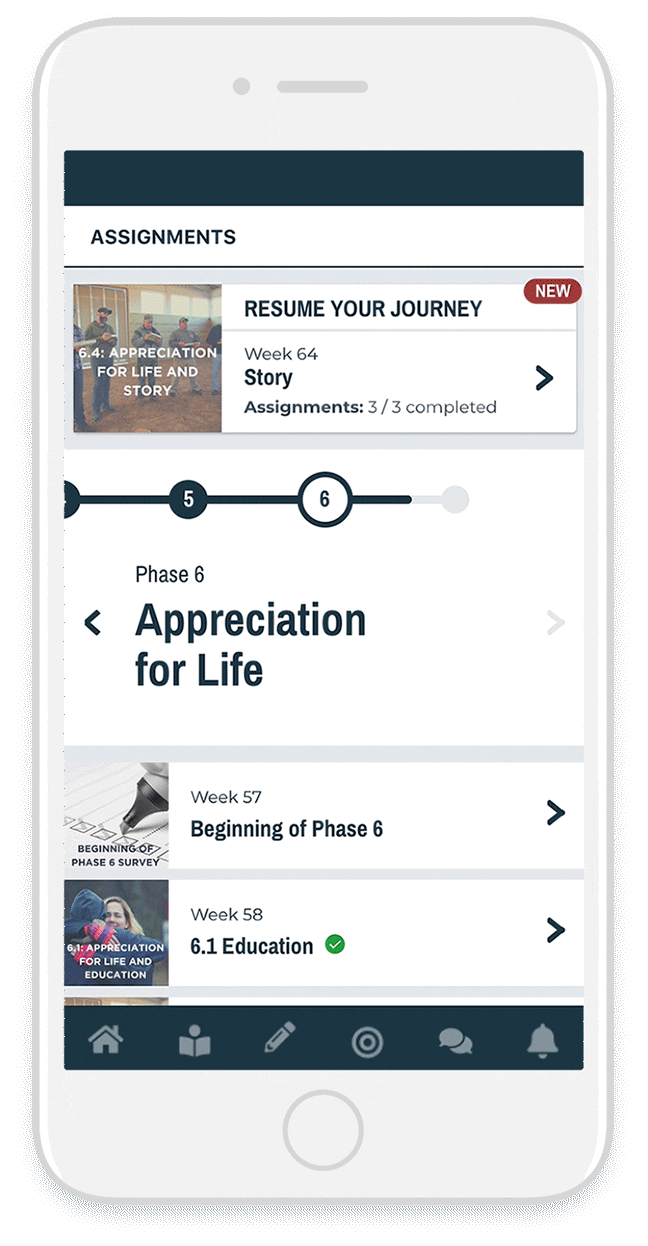 ASSIGNMENTS
NEW
RESUME YOUR JOURNEY
6.4: APPRECIATION
FOR LIFE AND
STORY
Week 64
Story
Assignments: 3 / 3 completed
5
6
Phase 6
Appreciation
for Life
BEGINNING OF
PHASE 6 SURVEY
Week 57
Beginning of Phase 6
6.1: APPRECIATION
FOR LIFE AND
EDUCATION
Week 58
6.1 Education